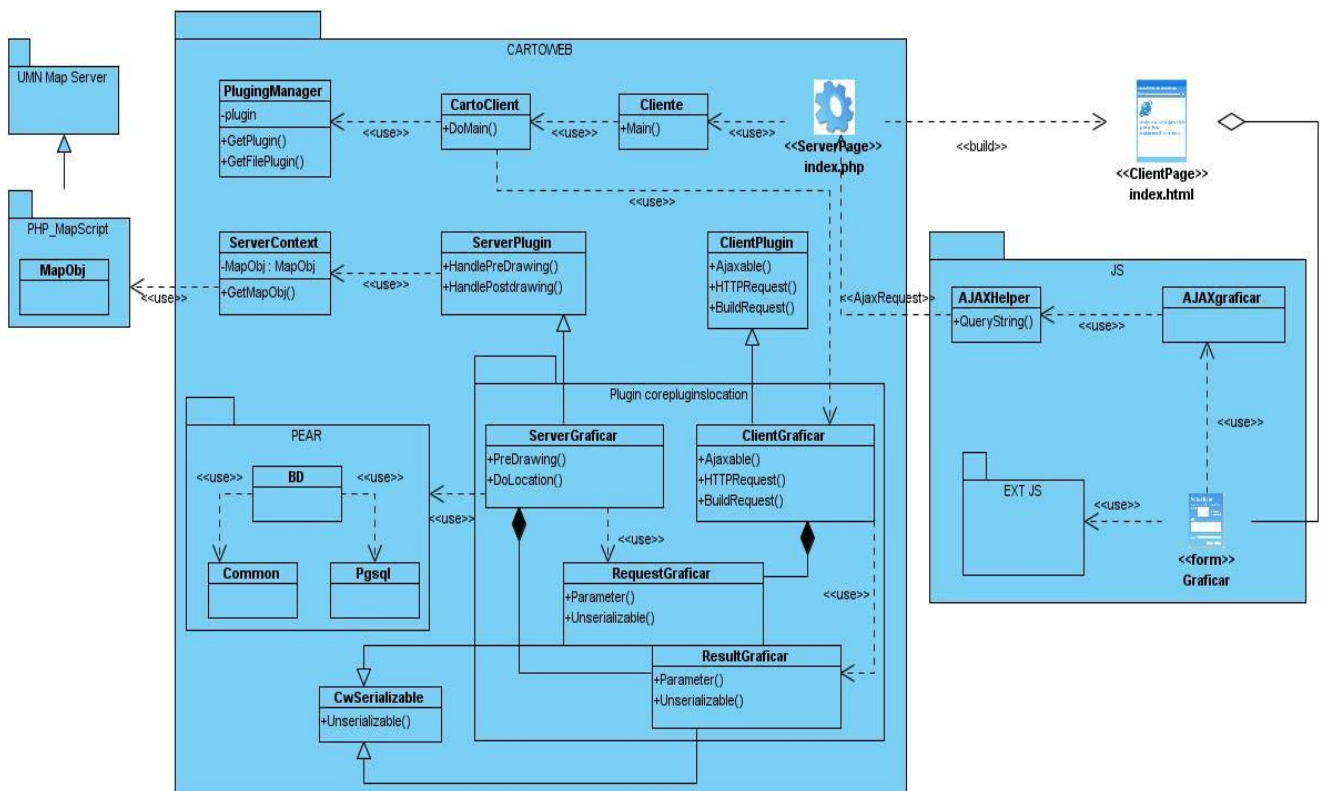 CARTOWEB
UMN Map Server
PlugingManager
-plugin
+GetPlugin()
+GetFilePlugin()
<<use>>
CartoClient
+DoMain()
<<use>>
Cliente
+Main()
<<use>>
<<ServerPage>>
index.php
<<build>>
<<ClientPage>>
index.html
<<use>>
PHP_MapScript
MapObj
<<use>>
ServerContext
-MapObj : MapObj
+GetMapObj()
<<use>>
ServerPlugin
+HandlePreDrawing()
+HandlePostdrawing()
ClientPlugin
+Ajaxable()
+HTTPRequest()
+BuildRequest()
<<AjaxRequest>>
JS
AJAXHelper
+QueryString()
<<use>>
AJAXgraficar
<<use>>
Plugin corepluginslocation
PEAR
<<use>>
BD
<<use>>
Common
Pgsql
<<use>>
ServerGraficar
+PreDrawing()
+DoLocation()
<<use>>
ClientGraficar
+Ajaxable()
+HTTPRequest()
+BuildRequest()
<<use>>
EXT JS
<<use>>
<<form>>
Graficar
RequestGraficar
+Parameter()
+Unserializable()
ResultGraficar
+Parameter()
+Unserializable()
CwSerializable
+Unserializable()